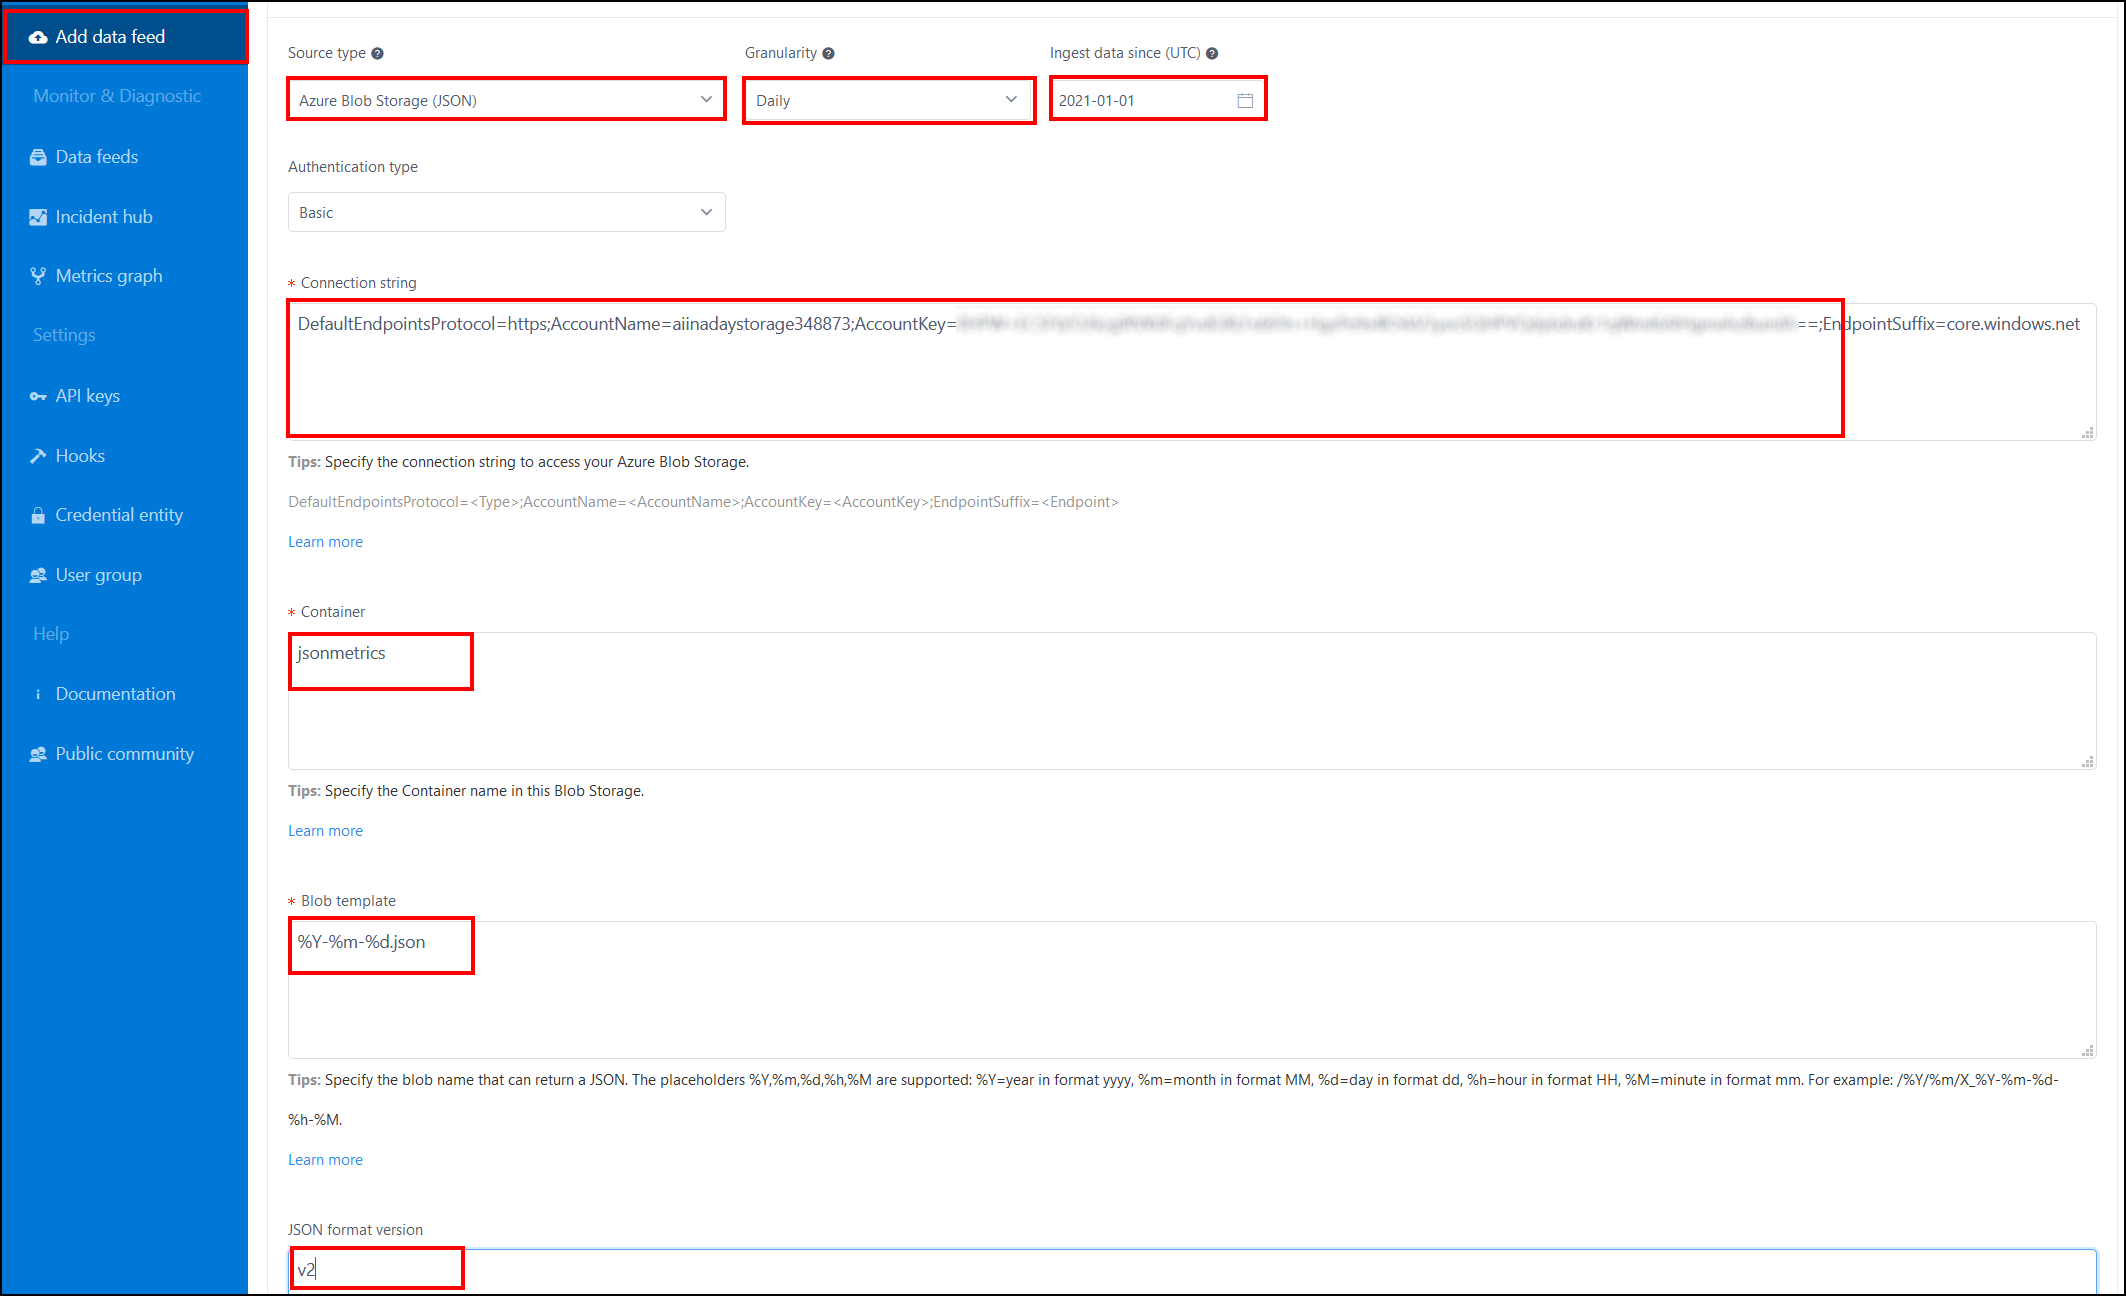 Add data feed
Monitor & Diagnostic
Data feeds
Incident hub
Metrics graph
Settings
API keys
Hooks
Credential entity
User group
Help
Documentation
Public community
Source type
Granularity
Ingest data since (UTC)
Azure Blob Storage (JSON)
Daily
2021-01-01
Authentication type
Basic
* Connection string
DefaultEndpointsProtocol=https;AccountName=aiinadaystorage348873;AccountKey= ==;EndpointSuffix=core.windows.net
Tips: Specify the connection string to access your Azure Blob Storage.
DefaultEndpointsProtocol=<Type>;AccountName=<AccountName>;AccountKey=<AccountKey>;EndpointSuffix=<Endpoint>
Learn more
* Container
jsonmetrics
Tips: Specify the Container name in this Blob Storage.
Learn more
* Blob template
%Y-%m-%d.json
Tips: Specify the blob name that can return a JSON. The placeholders %Y,%m,%d,%h,%M are supported: %Y=year in format yyyy, %m=month in format MM, %d=day in format dd, %h=hour in format HH, %M=minute in format mm. For example: /%Y/%m/X_%Y-%m-%d-
%h-%M.
Learn more
JSON format version
v2